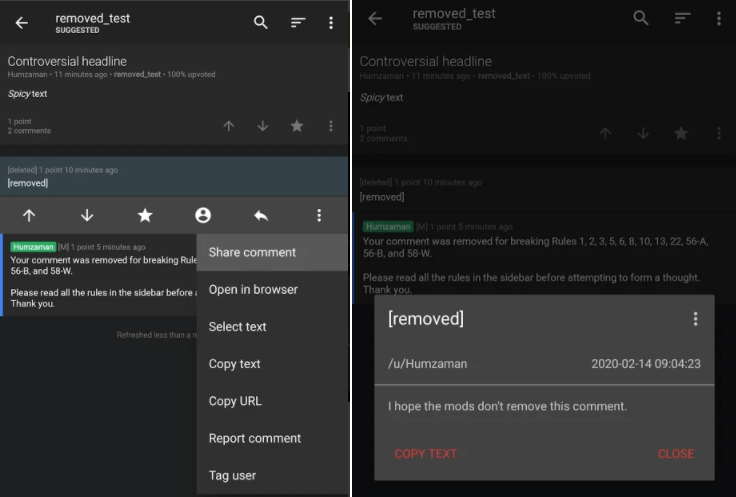 removed_test
SUGGESTED
Controversial headline
Humzaman • 11 minutes ago • removed_test • 100% upvoted
Spicy text
1 point
2 comments
[deleted] 1 point 10 minutes ago
[removed]
Humzaman [M] 1 point 5 minutes ago
Your comment was removed for breaking Rule
56-B, and 58-W.
Please read all the rules in the sidebar before a
Thank you.
Refreshed less than a
Share comment
Open in browser
Select text
Copy text
Copy URL
Report comment
Tag user
removed_test
SUGGESTED
Controversial headline
Humzaman • 11 minutes ago • removed_test • 100% upvoted
Spicy text
1 point
2 comments
[deleted] 1 point 10 minutes ago
[removed]
Humzaman [M] 1 point 5 minutes ago
Your comment was removed for breaking Rules 1, 2, 3, 5, 6, 8, 10, 13, 22, 56-A,
56-B, and 58-W.
Please read all the rules in the sidebar before attempting to form a thought.
Thank you.
[removed]
/u/Humzaman 2020-02-14 09:04:23
I hope the mods don't remove this comment.
COPY TEXT CLOSE